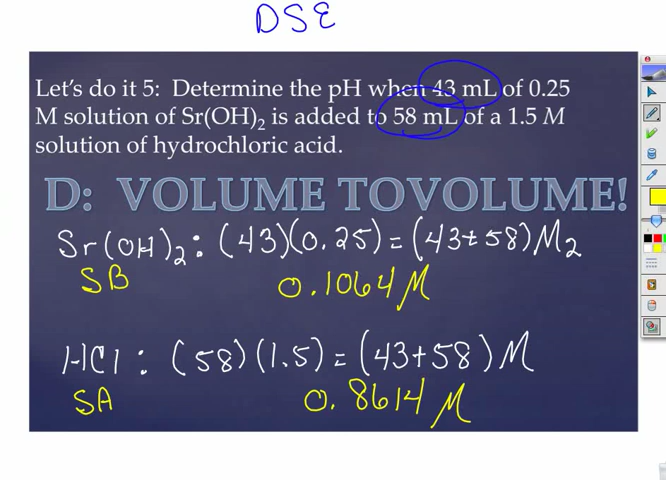 DSE
Let's do it 5: Determine the pH when 43 mL of 0.25
M solution of Sr(OH)₂ is added to 58 mL of a 1.5 M
solution of hydrochloric acid.
D: VOLUME TOVOLUME!
Sr(OH)₂ : (43)(0.25) = (43+58) M₂
SB 0.1064 M
HCl : (58)(1.5) = (43+58) M
SA 0.8614 M